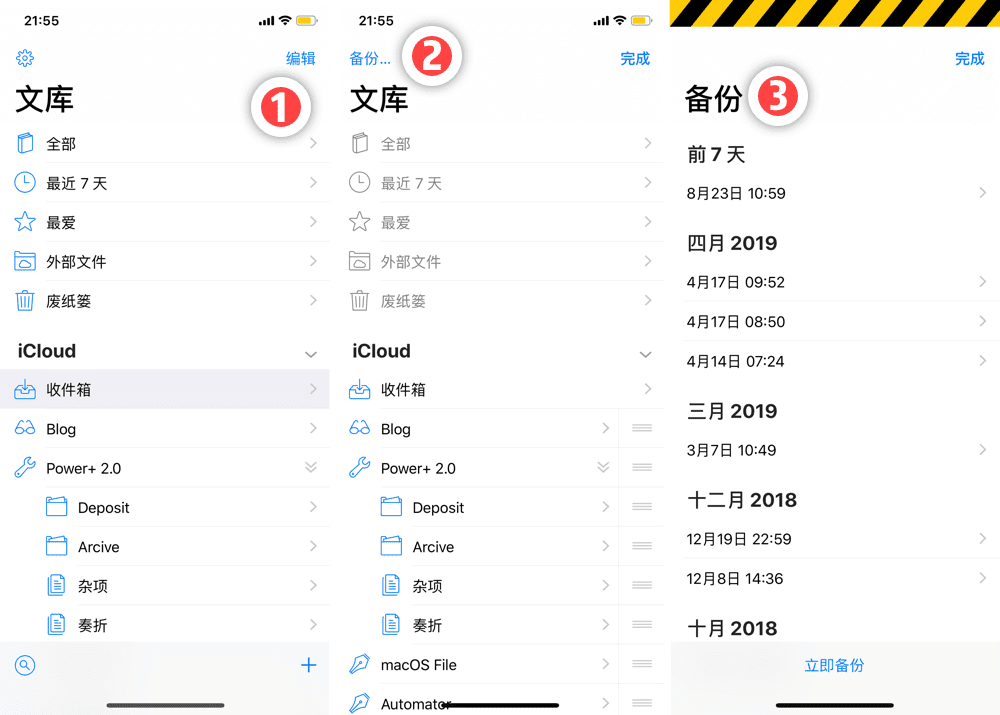 21:55
编辑
1
文库
全部
最近 7 天
最爱
外部文件
废纸篓
iCloud
收件箱
Blog
Power+ 2.0
Deposit
Arcive
杂项
奏折
21:55
备份...
2
完成
文库
全部
最近 7 天
最爱
外部文件
废纸篓
iCloud
收件箱
Blog
Power+ 2.0
Deposit
Arcive
杂项
奏折
macOS File
Automator
完成
备份
3
前 7 天
8月23日 10:59
四月 2019
4月17日 09:52
4月17日 08:50
4月14日 07:24
三月 2019
3月7日 10:49
十二月 2018
12月19日 22:59
12月8日 14:36
十月 2018
立即备份